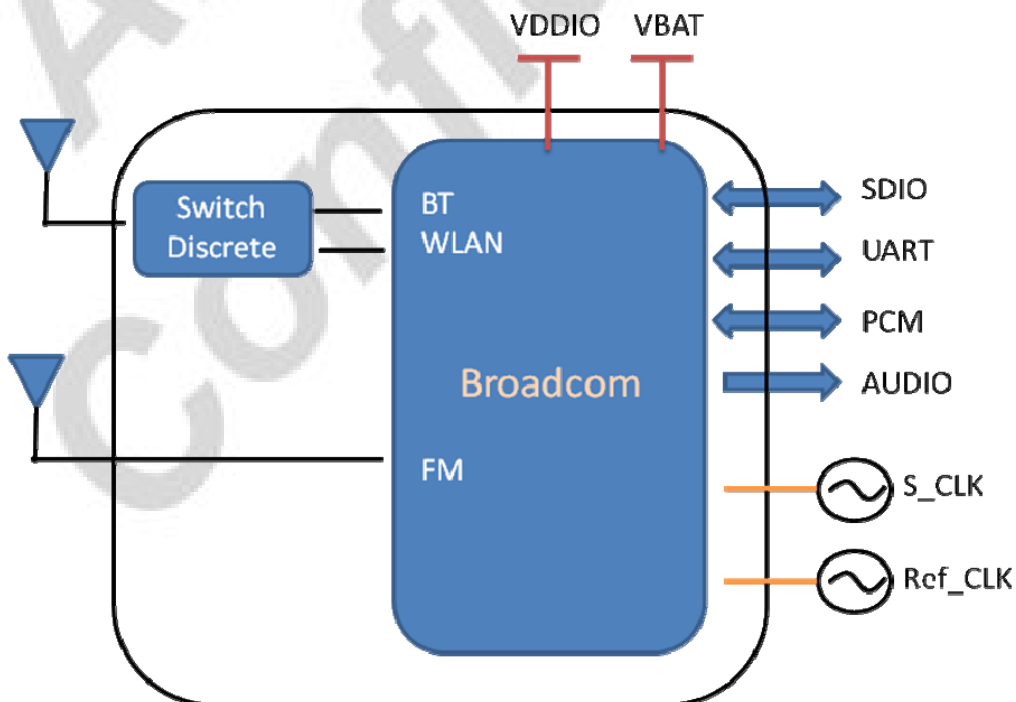 VDDIO VBAT
Switch
Discrete
BT
WLAN
Broadcom
FM
SDIO
UART
PCM
AUDIO
S_CLK
Ref_CLK